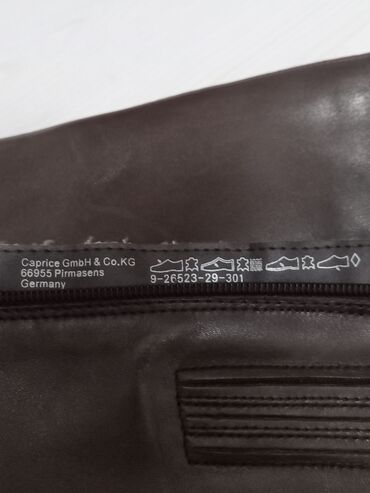 Caprice GmbH & Co.KG
66955 Pirmasens
Germany
9-26523-29-301